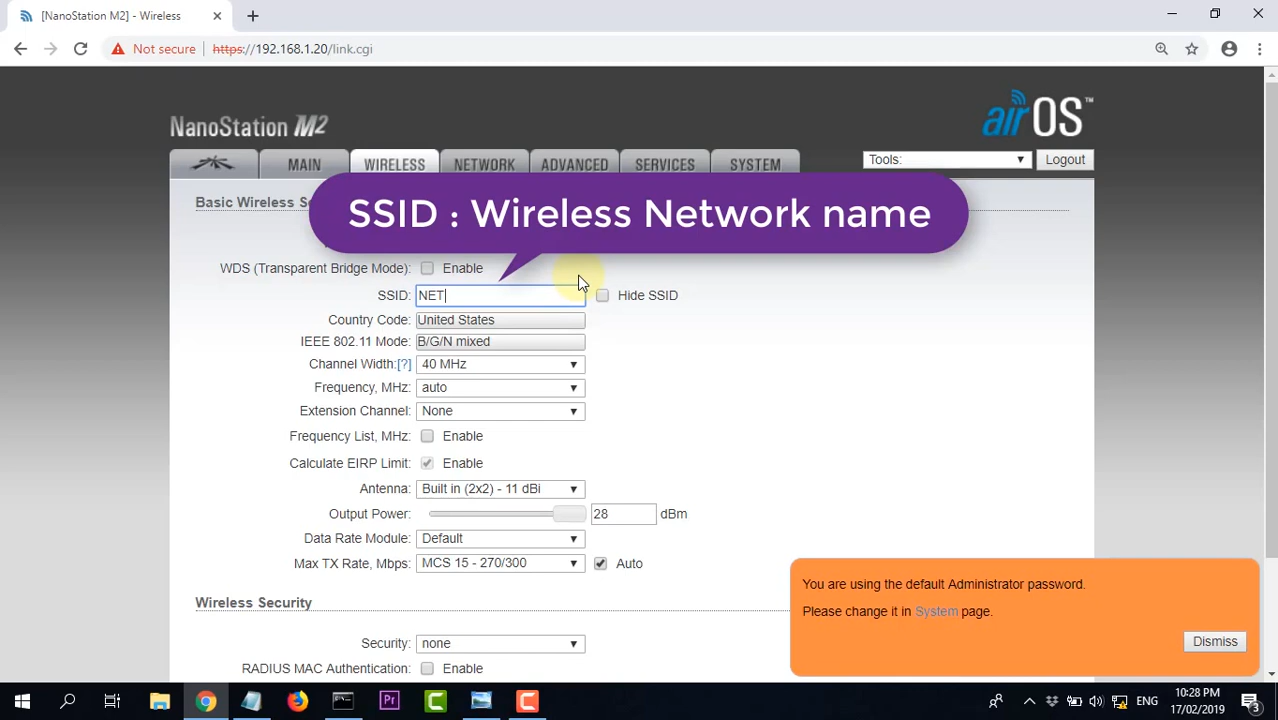 [NanoStation M2] - Wireless
Not secure | https://192.168.1.20/link.cgi
NanoStation M2
airOS™
MAIN
WIRELESS
NETWORK
ADVANCED
SERVICES
SYSTEM
Tools:
Logout
SSID : Wireless Network name
Basic Wireless
WDS (Transparent Bridge Mode): Enable
SSID: NET Hide SSID
Country Code: United States
IEEE 802.11 Mode: B/G/N mixed
Channel Width:[?] 40 MHz
Frequency, MHz: auto
Extension Channel: None
Frequency List, MHz: Enable
Calculate EIRP Limit: Enable
Antenna: Built in (2x2) - 11 dBi
Output Power: 28 dBm
Data Rate Module: Default
Max TX Rate, Mbps: MCS 15 - 270/300 Auto
Wireless Security
Security: none
RADIUS MAC Authentication: Enable
You are using the default Administrator password.
Please change it in System page.
Dismiss
Pr
ENG
10:28 PM
17/02/2019
3